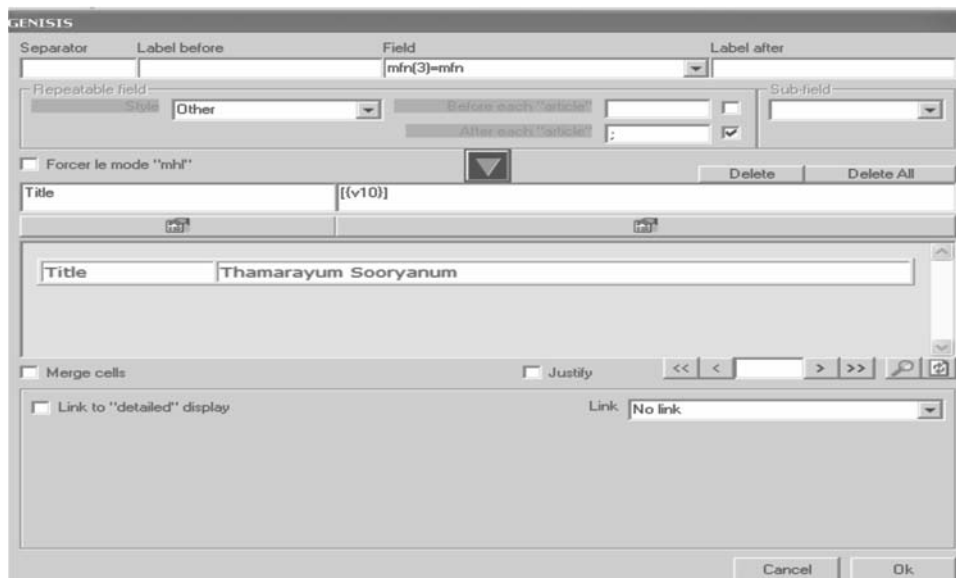 GENISIS
Separator Label before Field Label after
mfn(3)=mfn
Repeatable field Sub-field
Style Other Before each "article"
After each "article" ;
Forcer le mode "mhl"
Delete Delete All
Title [{v10}]
Title Thamarayum Sooryanum
Merge cells Justify << < > >>
Link to "detailed" display Link No link
Cancel Ok